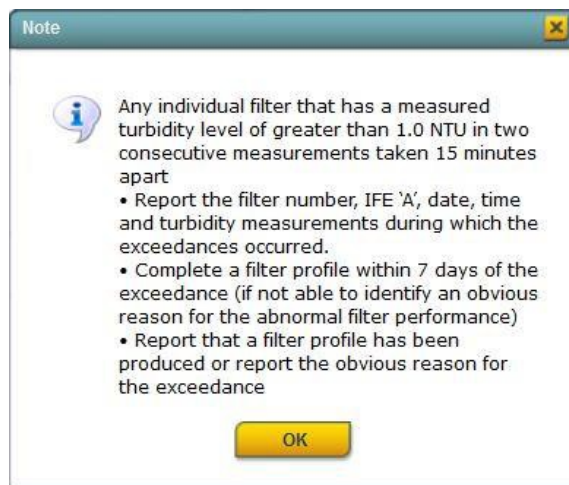 Note
Any individual filter that has a measured
turbidity level of greater than 1.0 NTU in two
consecutive measurements taken 15 minutes
apart
• Report the filter number, IFE ‘A’, date, time
and turbidity measurements during which the
exceedances occurred.
• Complete a filter profile within 7 days of the
exceedance (if not able to identify an obvious
reason for the abnormal filter performance)
• Report that a filter profile has been
produced or report the obvious reason for
the exceedance
OK